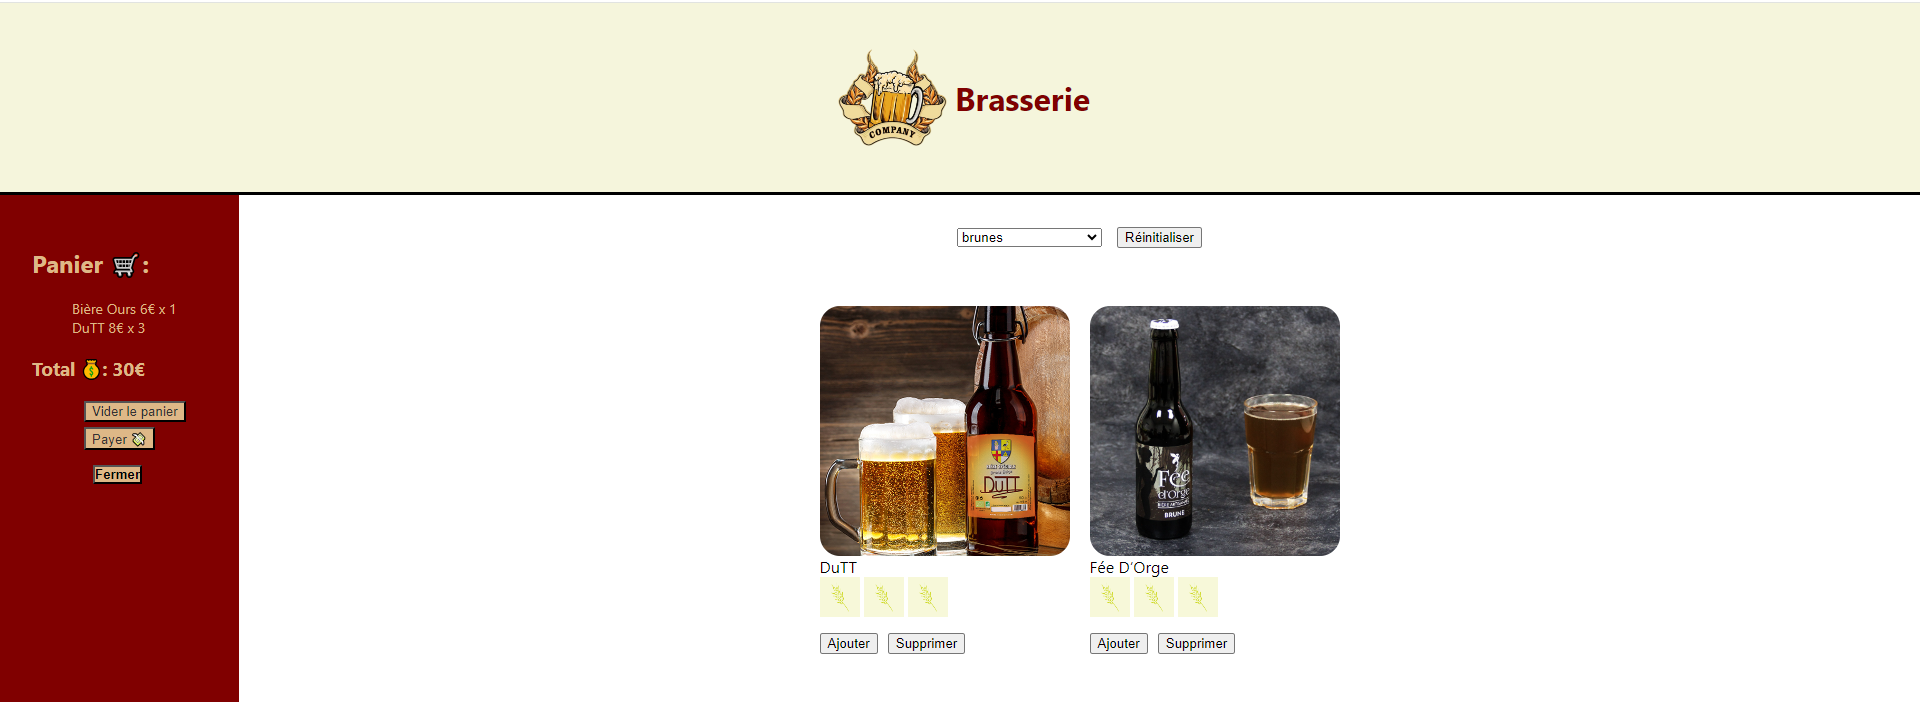 COMPANY
Brasserie
brunes
Réinitialiser
Panier :
Bière Ours 6€ x 1
DuTT 8€ x 3
Total : 30€
Vider le panier
Payer
Fermer
DuTT
Fée
d'orge
BRUNE
DuTT
Fée D'Orge
Ajouter
Supprimer
Ajouter
Supprimer